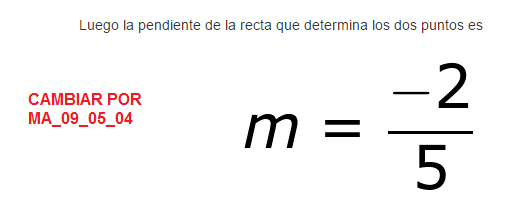 Luego la pendiente de la recta que determina los dos puntos es
CAMBIAR POR
MA_09_05_04
m = −2/5